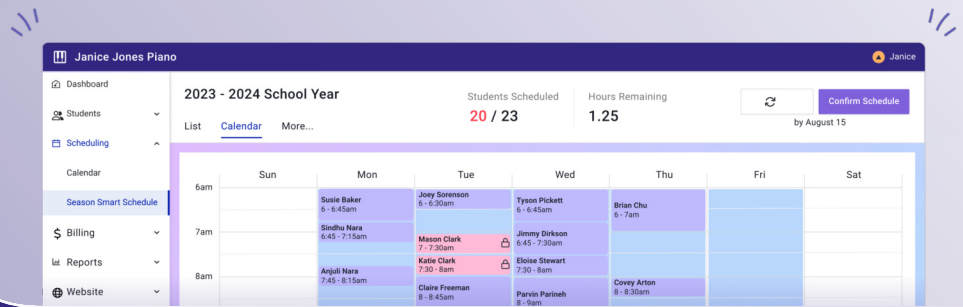 Janice Jones Piano
Janice
Dashboard
Students
Scheduling
Calendar
Season Smart Schedule
Billing
Reports
Website
2023 - 2024 School Year
List Calendar More...
Students Scheduled
20 / 23
Hours Remaining
1.25
Confirm Schedule
by August 15
Sun Mon Tue Wed Thu Fri Sat
6am
7am
8am
Susie Baker
6 - 6:45am
Sindhu Nara
6:45 - 7:15am
Anjuli Nara
7:45 - 8:15am
Joey Sorenson
6 - 6:30am
Mason Clark
7 - 7:30am
Katie Clark
7:30 - 8am
Claire Freeman
8 - 8:45am
Tyson Pickett
6 - 6:45am
Jimmy Dirkson
6:45 - 7:30am
Eloise Stewart
7:30 - 8am
Parvin Parineh
8 - 9am
Brian Chu
6 - 7am
Covey Arton
8 - 8:30am